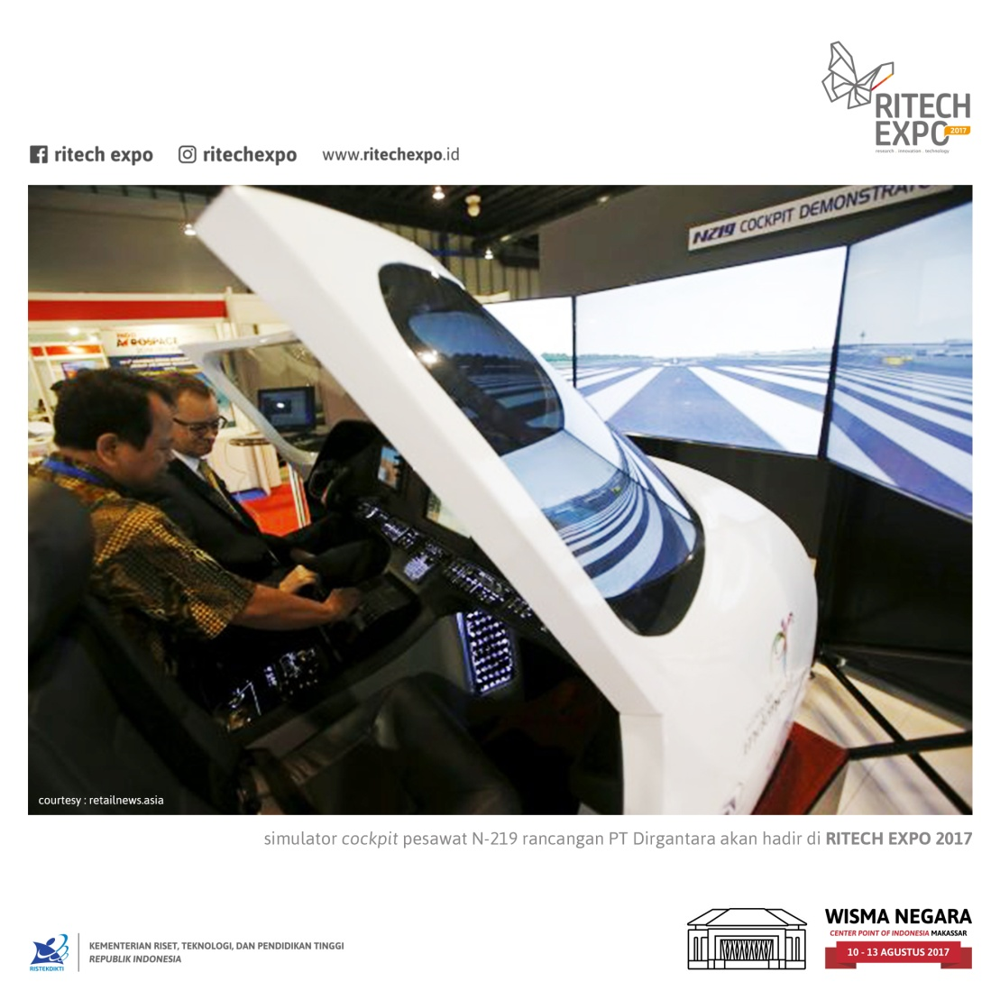 RITECH
EXPO
2017
research . innovation . technology
ritech expo
ritechexpo
www.ritechexpo.id
N219 COCKPIT DEMONSTRATO
courtesy : retailnews.asia
simulator cockpit pesawat N-219 rancangan PT Dirgantara akan hadir di RITECH EXPO 2017
WISMA NEGARA
CENTER POINT OF INDONESIA MAKASSAR
10 - 13 AGUSTUS 2017
RISTEKDIKTI
KEMENTERIAN RISET, TEKNOLOGI, DAN PENDIDIKAN TINGGI
REPUBLIK INDONESIA